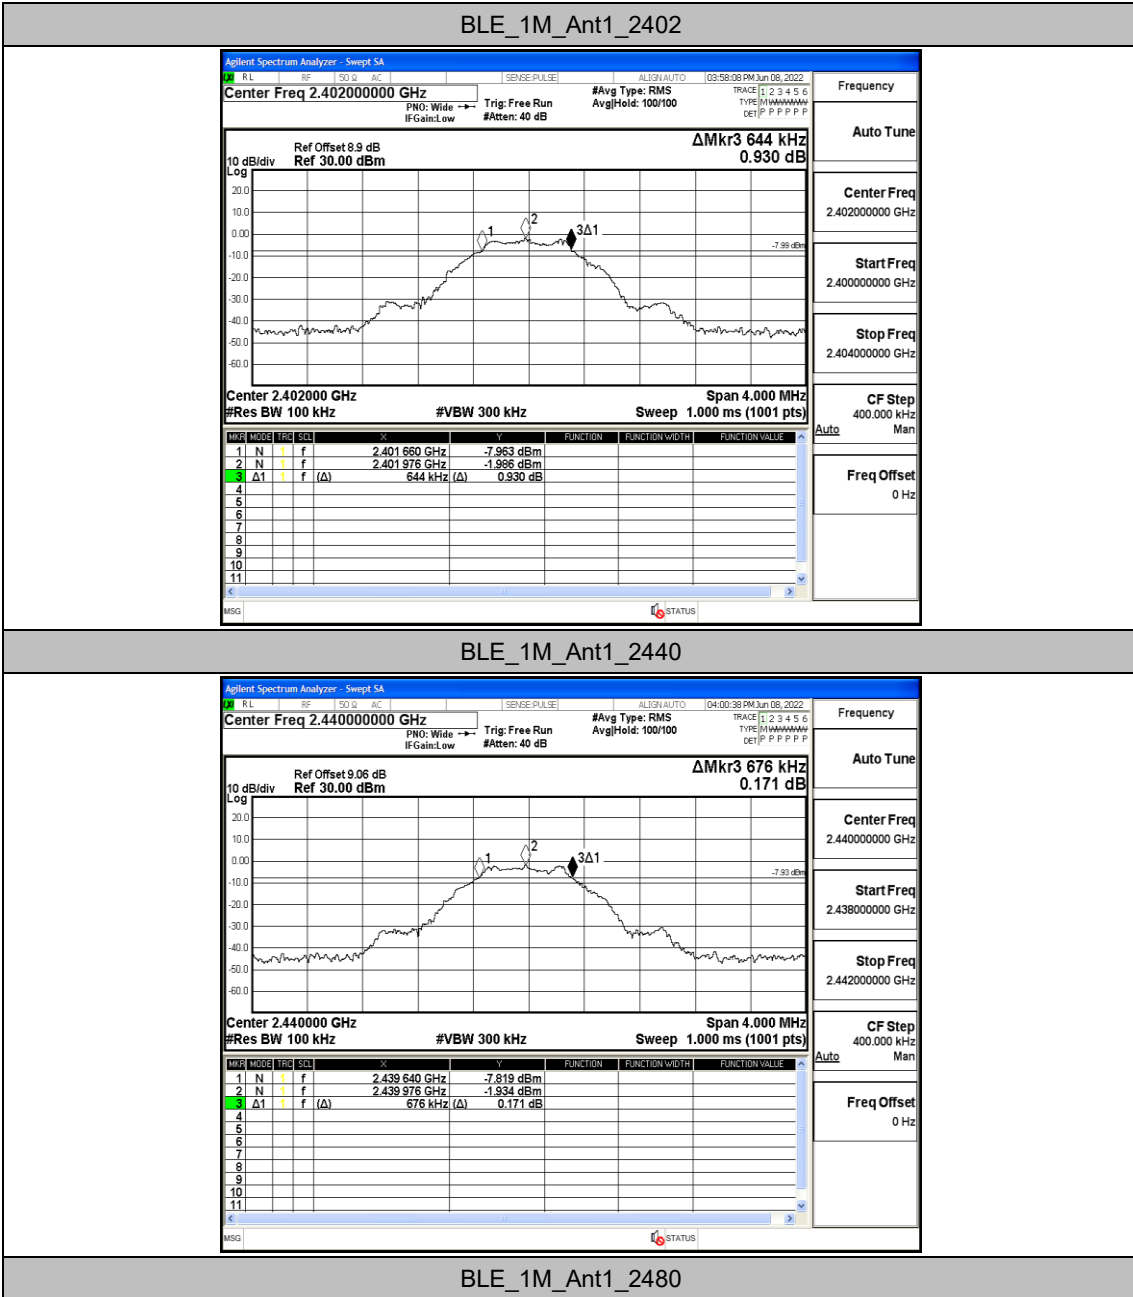 BLE_1M_Ant1_2402
Agilent Spectrum Analyzer - Swept SA
RL RF 50 Ω AC SENSE:PULSE ALIGNAUTO 03:58:08 PM Jun 08, 2022
Center Freq 2.402000000 GHz #Avg Type: RMS TRACE 1 2 3 4 5 6
PNO: Wide Trig: Free Run Avg|Hold: 100/100 TYPE M
IFGain:Low #Atten: 40 dB DET P P P P P P
Frequency
Auto Tune
ΔMkr3 644 kHz
0.930 dB
Ref Offset 8.9 dB
10 dB/div Ref 30.00 dBm
Log
20.0
10.0
0.00
-10.0
-20.0
-30.0
-40.0
-50.0
-60.0
1
2
3Δ1
-7.99 dBm
Center 2.402000 GHz Span 4.000 MHz
#Res BW 100 kHz #VBW 300 kHz Sweep 1.000 ms (1001 pts)
Center Freq
2.402000000 GHz
Start Freq
2.400000000 GHz
Stop Freq
2.404000000 GHz
CF Step
400.000 kHz
Auto Man
Freq Offset
0 Hz
MKR MODE TRC SCL X Y FUNCTION FUNCTION WIDTH FUNCTION VALUE
1 N 1 f 2.401 660 GHz -7.963 dBm
2 N 1 f 2.401 976 GHz -1.986 dBm
3 Δ1 1 f (Δ) 644 kHz (Δ) 0.930 dB
4
5
6
7
8
9
10
11
MSG STATUS
BLE_1M_Ant1_2440
Agilent Spectrum Analyzer - Swept SA
RL RF 50 Ω AC SENSE:PULSE ALIGNAUTO 04:00:38 PM Jun 08, 2022
Center Freq 2.440000000 GHz #Avg Type: RMS TRACE 1 2 3 4 5 6
PNO: Wide Trig: Free Run Avg|Hold: 100/100 TYPE M
IFGain:Low #Atten: 40 dB DET P P P P P P
Frequency
Auto Tune
ΔMkr3 676 kHz
0.171 dB
Ref Offset 9.06 dB
10 dB/div Ref 30.00 dBm
Log
20.0
10.0
0.00
-10.0
-20.0
-30.0
-40.0
-50.0
-60.0
1
2
3Δ1
-7.93 dBm
Center 2.440000 GHz Span 4.000 MHz
#Res BW 100 kHz #VBW 300 kHz Sweep 1.000 ms (1001 pts)
Center Freq
2.440000000 GHz
Start Freq
2.438000000 GHz
Stop Freq
2.442000000 GHz
CF Step
400.000 kHz
Auto Man
Freq Offset
0 Hz
MKR MODE TRC SCL X Y FUNCTION FUNCTION WIDTH FUNCTION VALUE
1 N 1 f 2.439 640 GHz -7.819 dBm
2 N 1 f 2.439 976 GHz -1.934 dBm
3 Δ1 1 f (Δ) 676 kHz (Δ) 0.171 dB
4
5
6
7
8
9
10
11
MSG STATUS
BLE_1M_Ant1_2480